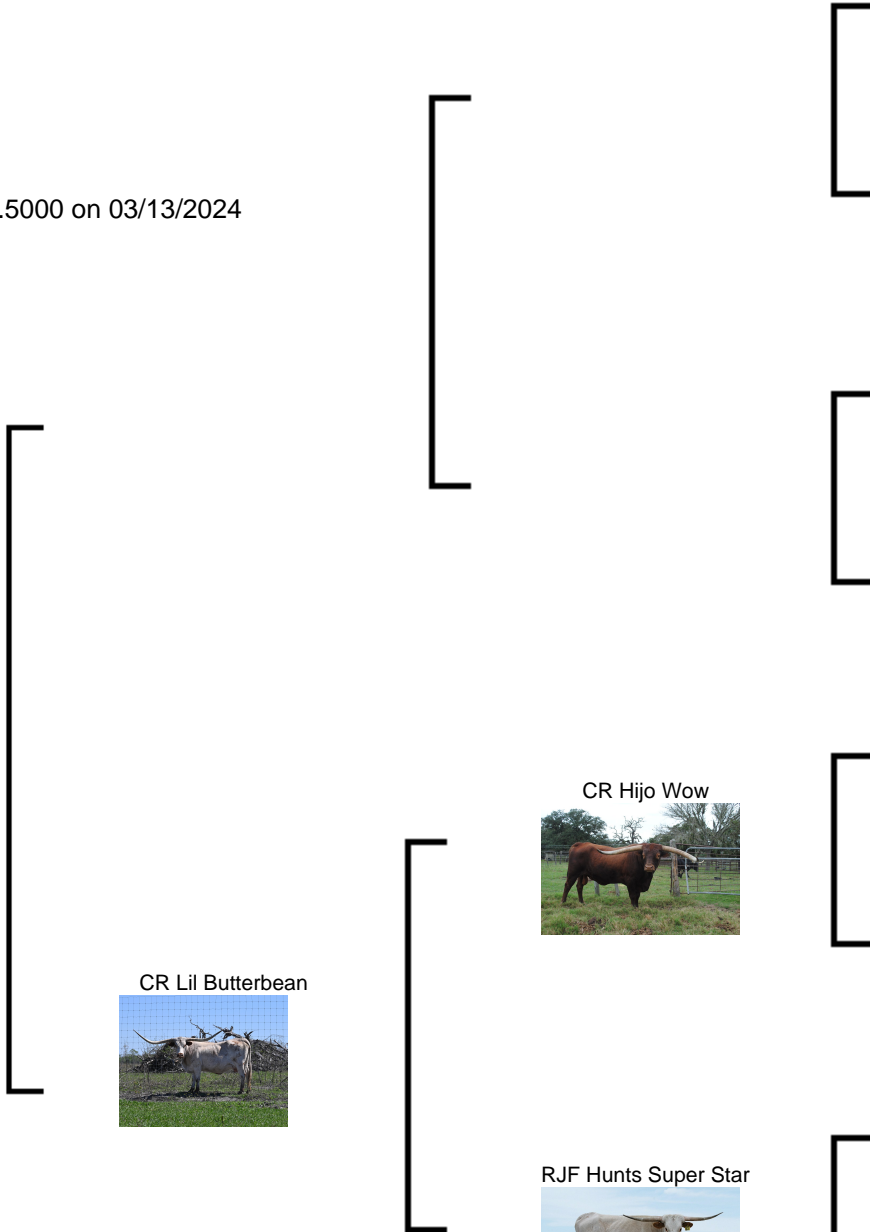 .5000 on 03/13/2024
CR Hijo Wow
CR Lil Butterbean
RJF Hunts Super Star